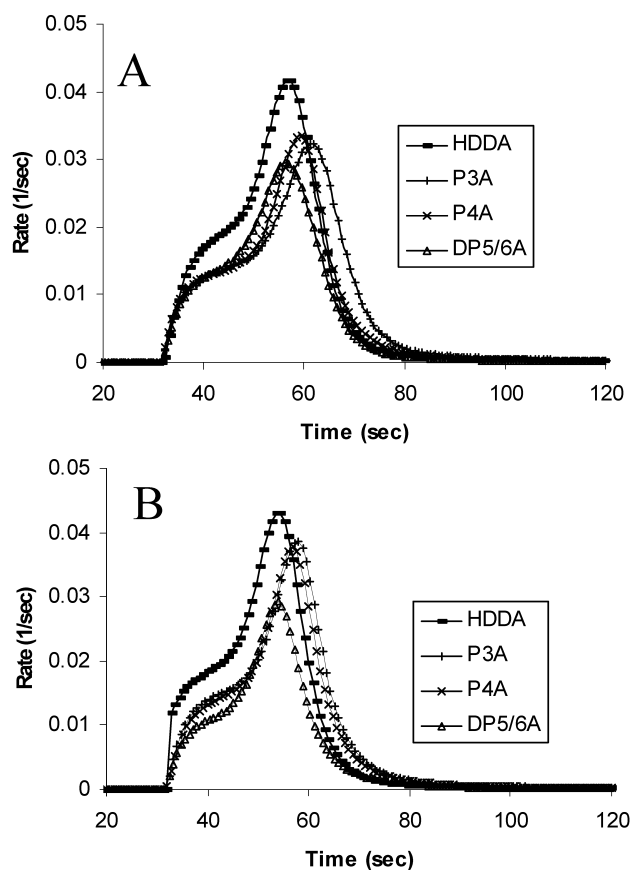 A
Rate (1/sec)
0.05
0.04
0.03
0.02
0.01
0
20 40 60 80 100 120
Time (sec)
HDDA
P3A
P4A
DP5/6A
B
Rate (1/sec)
0.05
0.04
0.03
0.02
0.01
0
20 40 60 80 100 120
Time (sec)
HDDA
P3A
P4A
DP5/6A